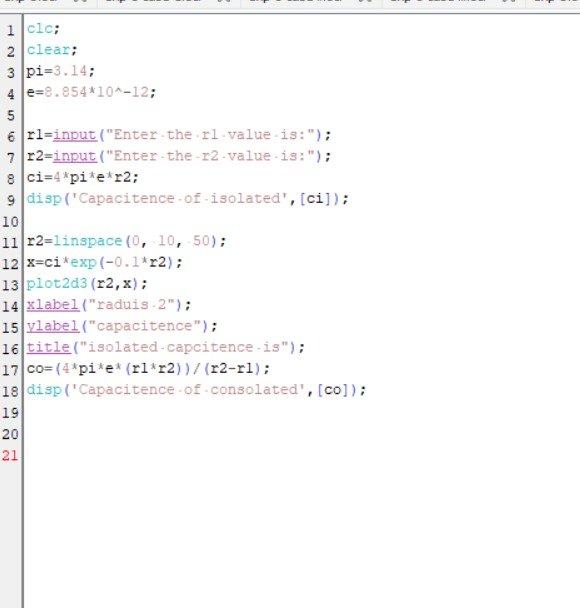 1 clc;
2 clear;
3 pi=3.14;
4 e=8.854*10^-12;
5
6 r1=input("Enter the r1 value is:");
7 r2=input("Enter the r2 value is:");
8 ci=4*pi*e*r2;
9 disp('Capacitence of isolated',[ci]);
10
11 r2=linspace(0, 10, 50);
12 x=ci*exp(-0.1*r2);
13 plot2d3(r2,x);
14 xlabel("raduis 2");
15 ylabel("capacitence");
16 title("isolated capcitence is");
17 co=(4*pi*e*(r1*r2))/(r2-r1);
18 disp('Capacitence of consolated',[co]);
19
20
21